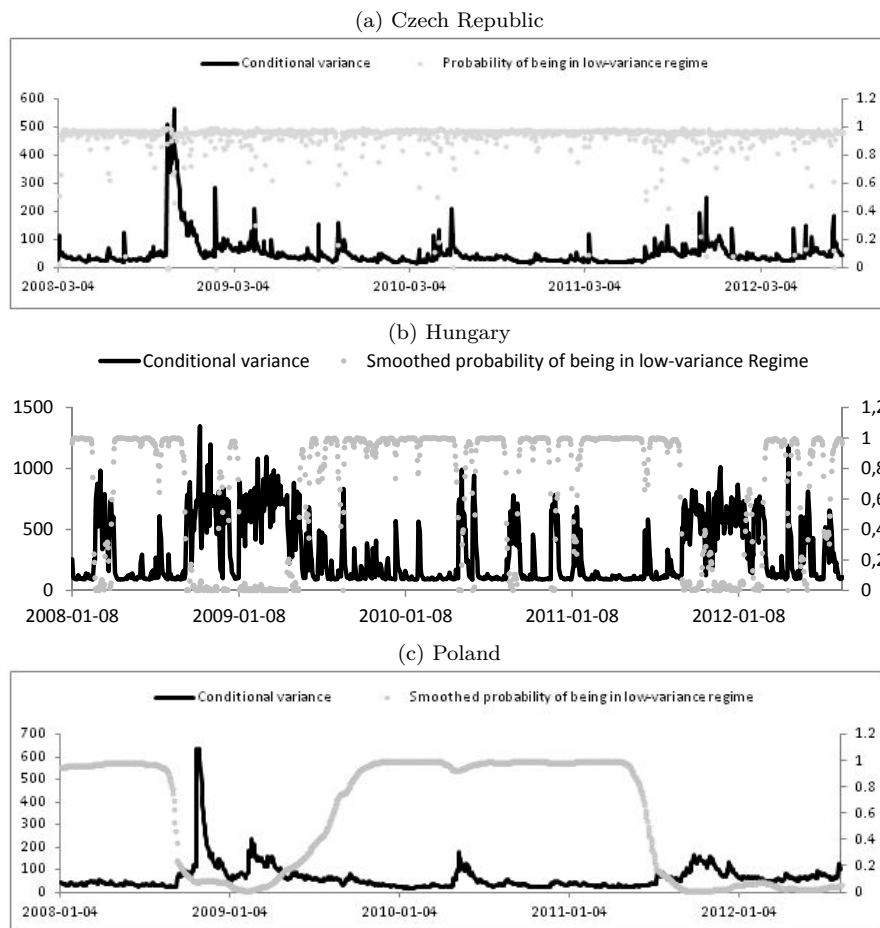 (a) Czech Republic
Conditional variance Probability of being in low-variance regime
600 1.2
500 1
400 0.8
300 0.6
200 0.4
100 0.2
0 0
2008-03-04 2009-03-04 2010-03-04 2011-03-04 2012-03-04
(b) Hungary
Conditional variance Smoothed probability of being in low-variance Regime
1500 1,2
1
1000 0,8
0,6
500 0,4
0,2
0 0
2008-01-08 2009-01-08 2010-01-08 2011-01-08 2012-01-08
(c) Poland
Conditional variance Smoothed probability of being in low-variance regime
700 1.2
600 1
500 0.8
400
300 0.6
200 0.4
100 0.2
0 0
2008-01-04 2009-01-04 2010-01-04 2011-01-04 2012-01-04